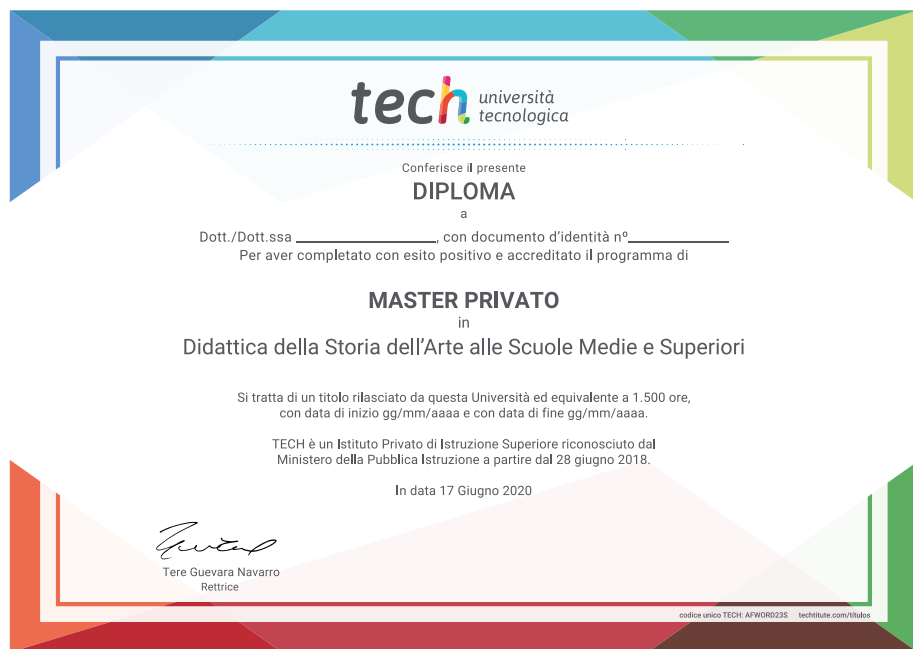 tech università
tecnologica
Conferisce il presente
DIPLOMA
a
Dott./Dott.ssa ____________________, con documento d'identità nº______________
Per aver completato con esito positivo e accreditato il programma di
MASTER PRIVATO
in
Didattica della Storia dell'Arte alle Scuole Medie e Superiori
Si tratta di un titolo rilasciato da questa Università ed equivalente a 1.500 ore,
con data di inizio gg/mm/aaaa e con data di fine gg/mm/aaaa.
TECH è un Istituto Privato di Istruzione Superiore riconosciuto dal
Ministero della Pubblica Istruzione a partire dal 28 giugno 2018.
In data 17 Giugno 2020
Tere Guevara Navarro
Rettrice
codice unico TECH: AFWORD23S techtitute.com/títulos